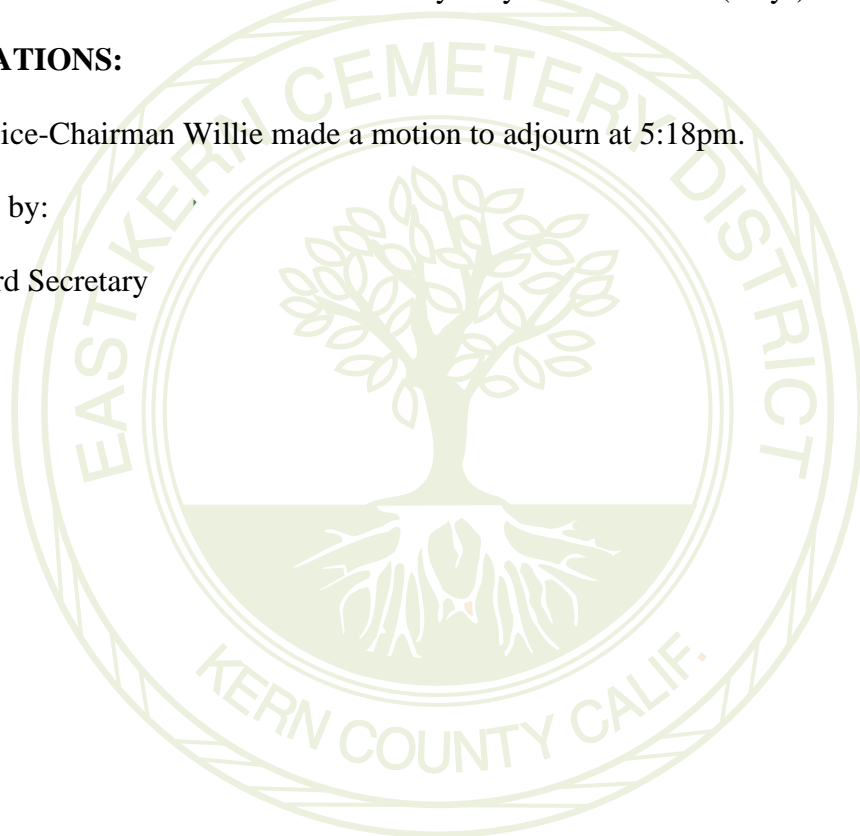 ATIONS:
ice-Chairman Willie made a motion to adjourn at 5:18pm.
by:
rd Secretary
EAST KERN CEMETERY DISTRICT
KERN COUNTY CALIF.